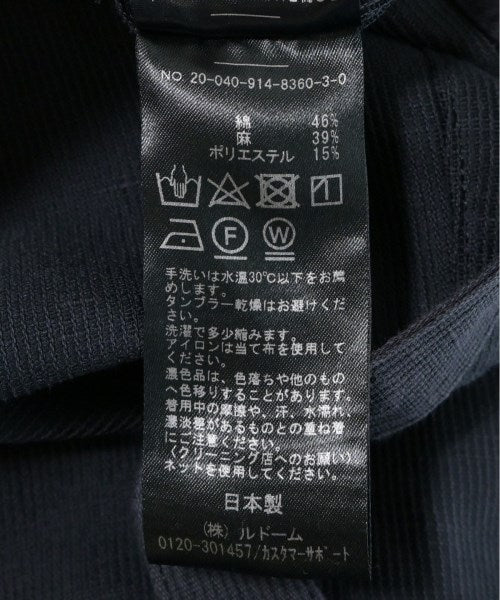 NO. 20-040-914-8360-3-0
綿 46%
麻 39%
ポリエステル 15%
F W
手洗いは水温30℃以下をお薦
めします。
タンブラー乾燥はお避けくだ
さい。
洗濯で多少縮みます。
アイロンは当て布を使用して
ください。
濃色品は、色落ちや他のもの
へ色移りすることがあります。
着用中の摩擦や、汗、水濡れ、
濃淡差があるものとの重ね着
にご注意ください。
〈クリーニング店へのお願い〉
ネットを使用してください。
日本製
(株) ルドーム
0120-301457/カスタマーサポート